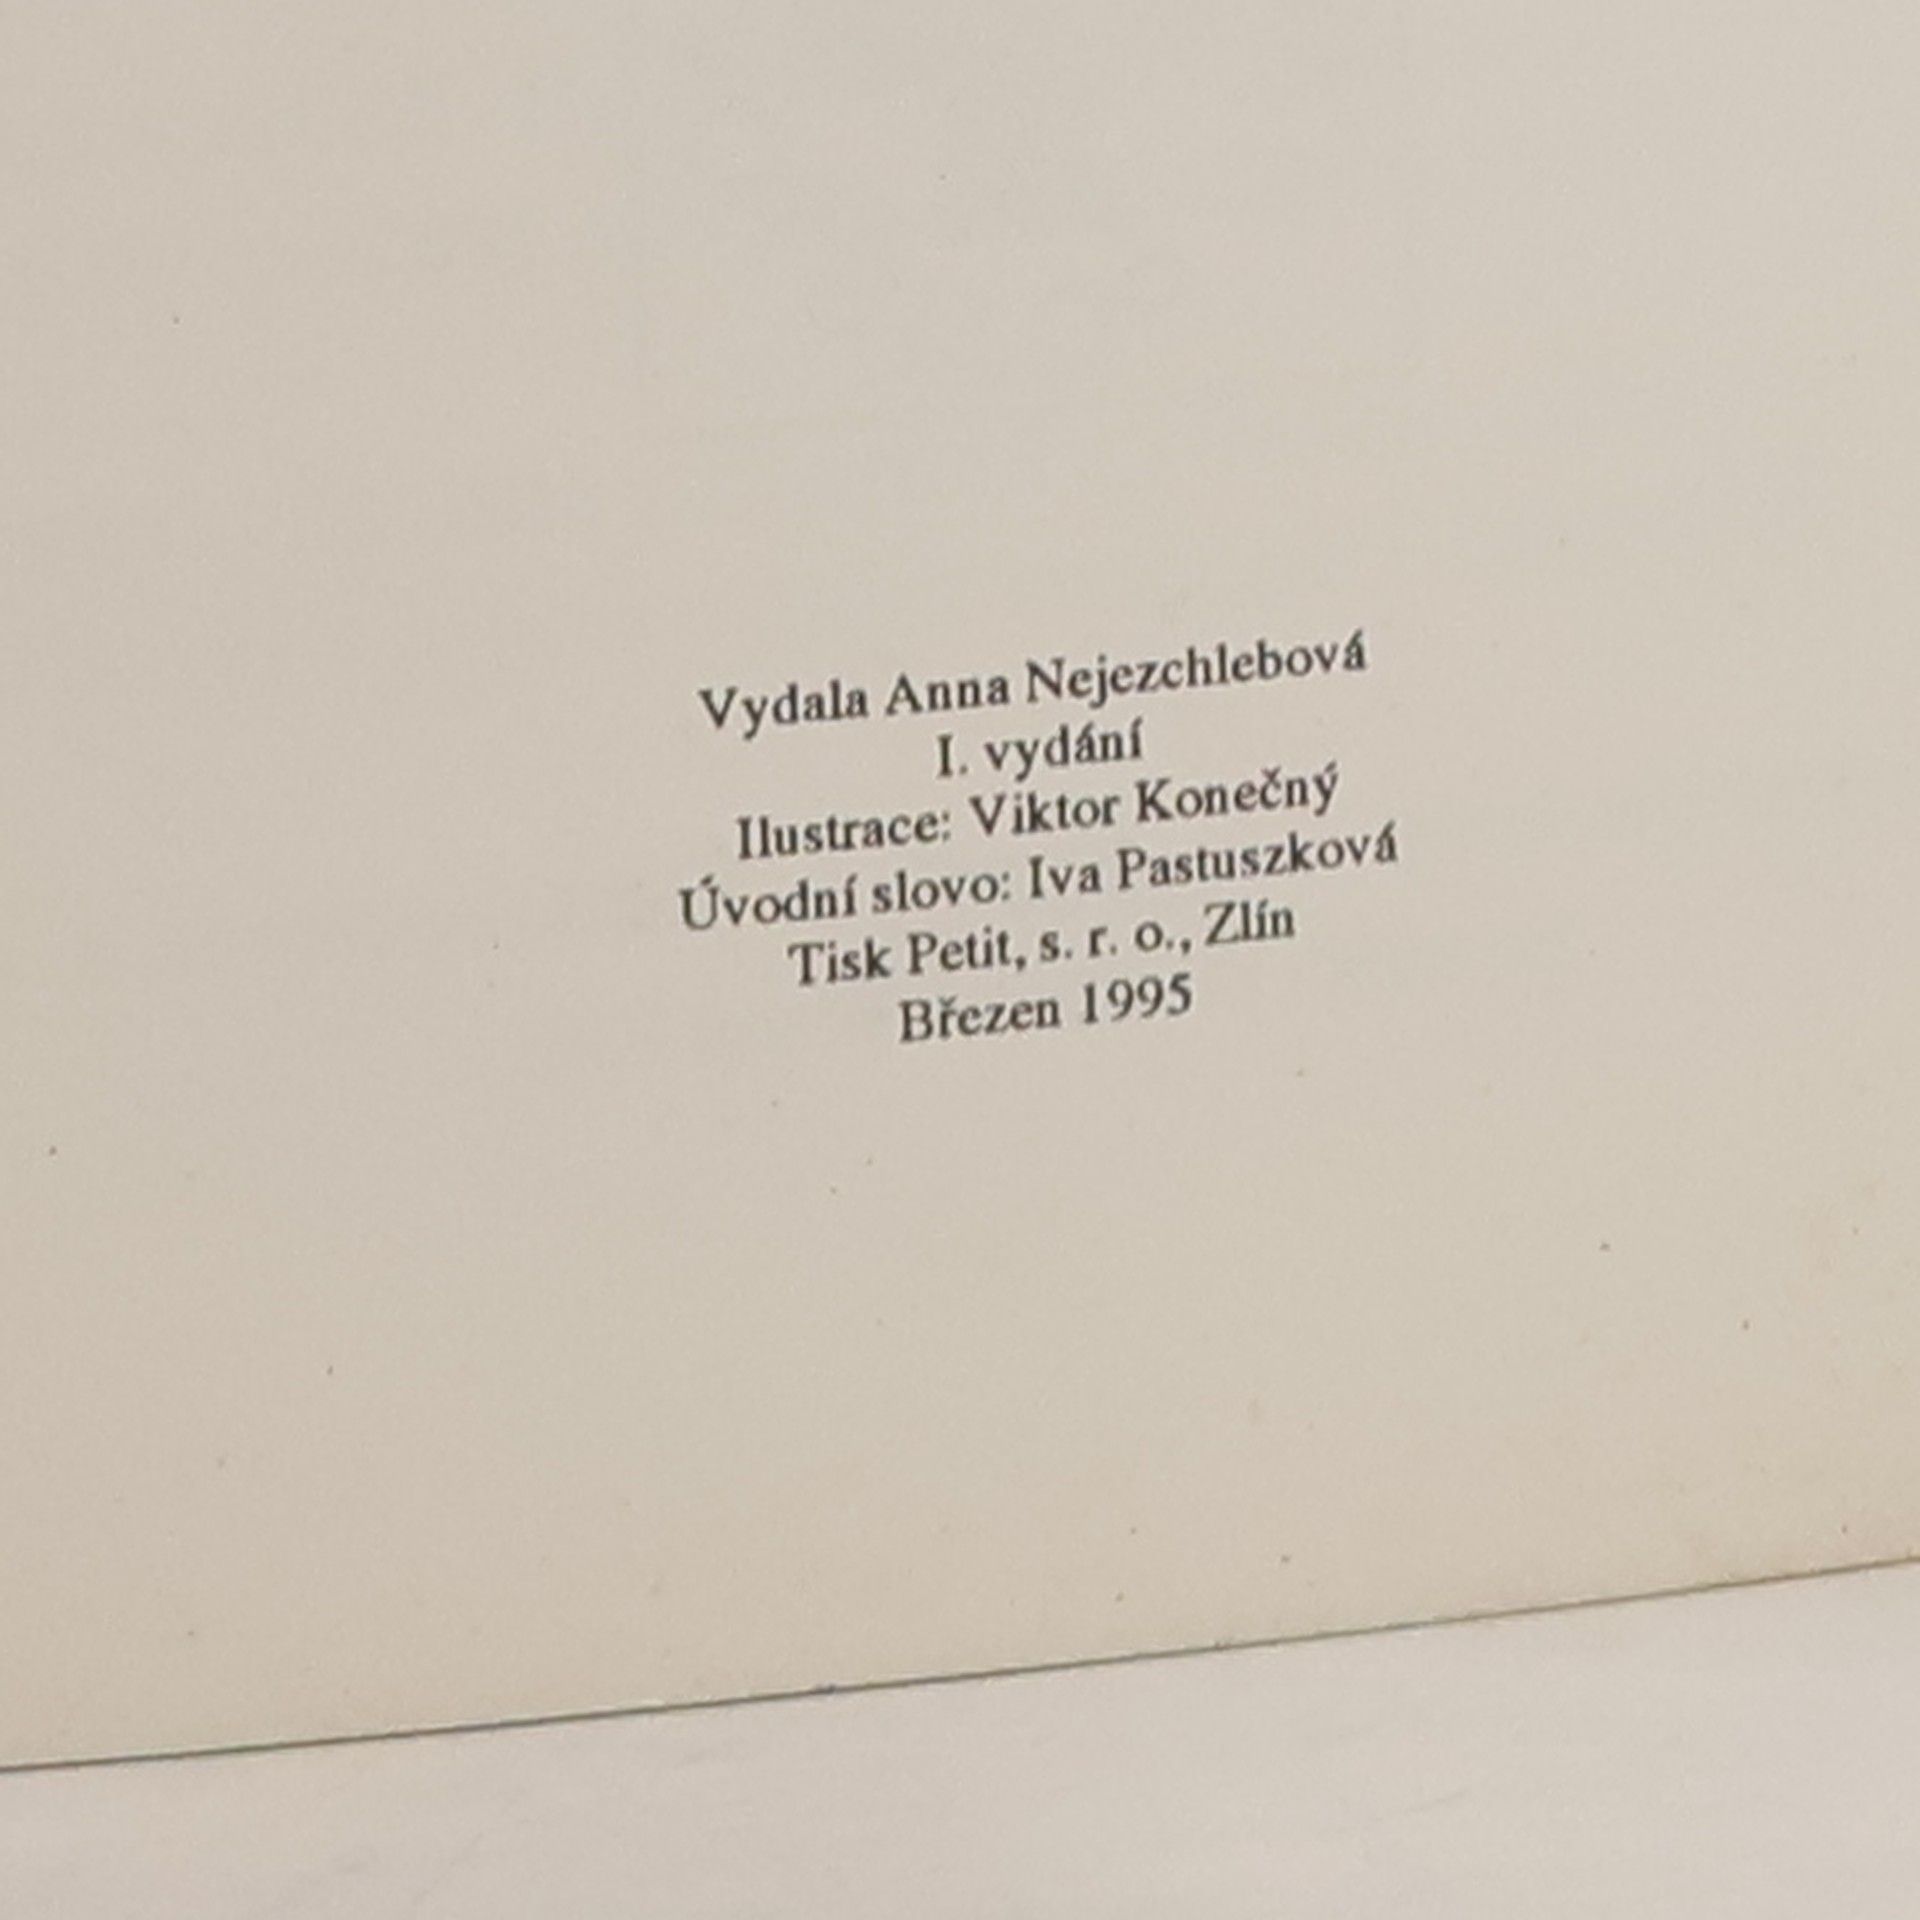 Vydala Anna Nejezchlebová
I. vydání
Ilustrace: Viktor Konečný
Úvodní slovo: Iva Pastuszková
Tisk Petit, s. r. o., Zlín
Březen 1995